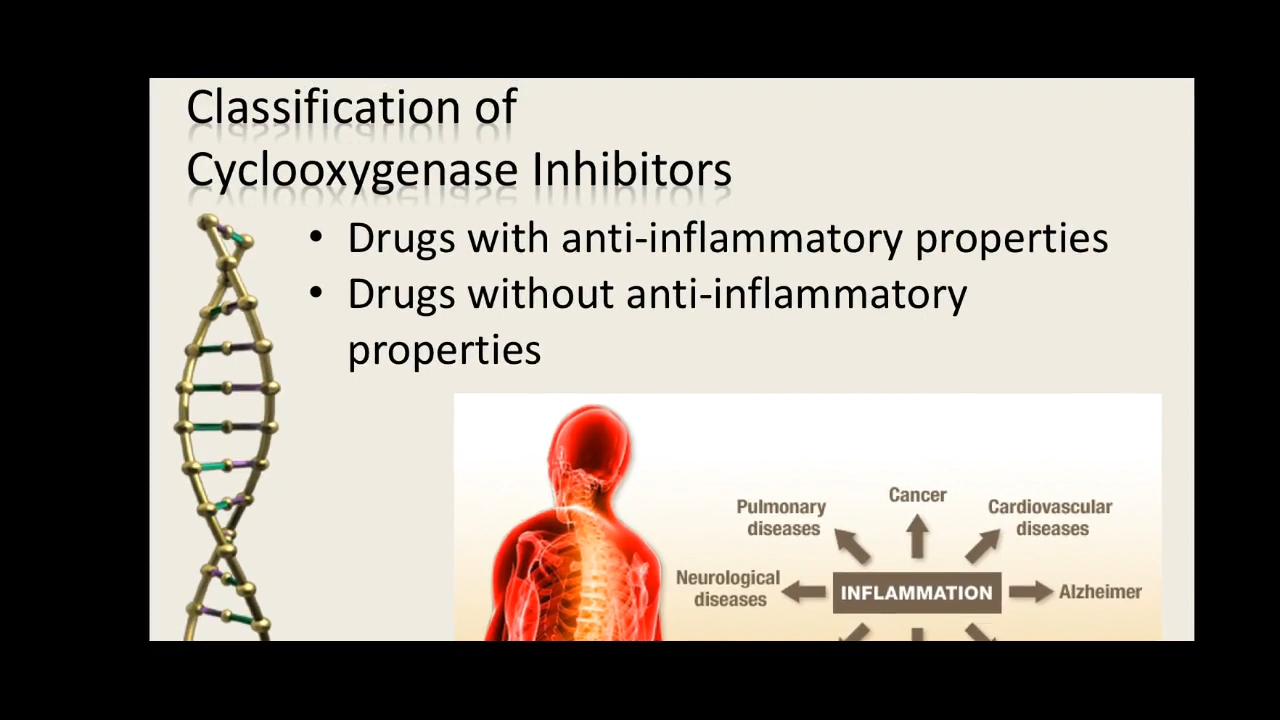 Classification of
Cyclooxygenase Inhibitors
• Drugs with anti-inflammatory properties
• Drugs without anti-inflammatory
properties
Cancer
Pulmonary
diseases
Cardiovascular
diseases
Neurological
diseases
INFLAMMATION
Alzheimer